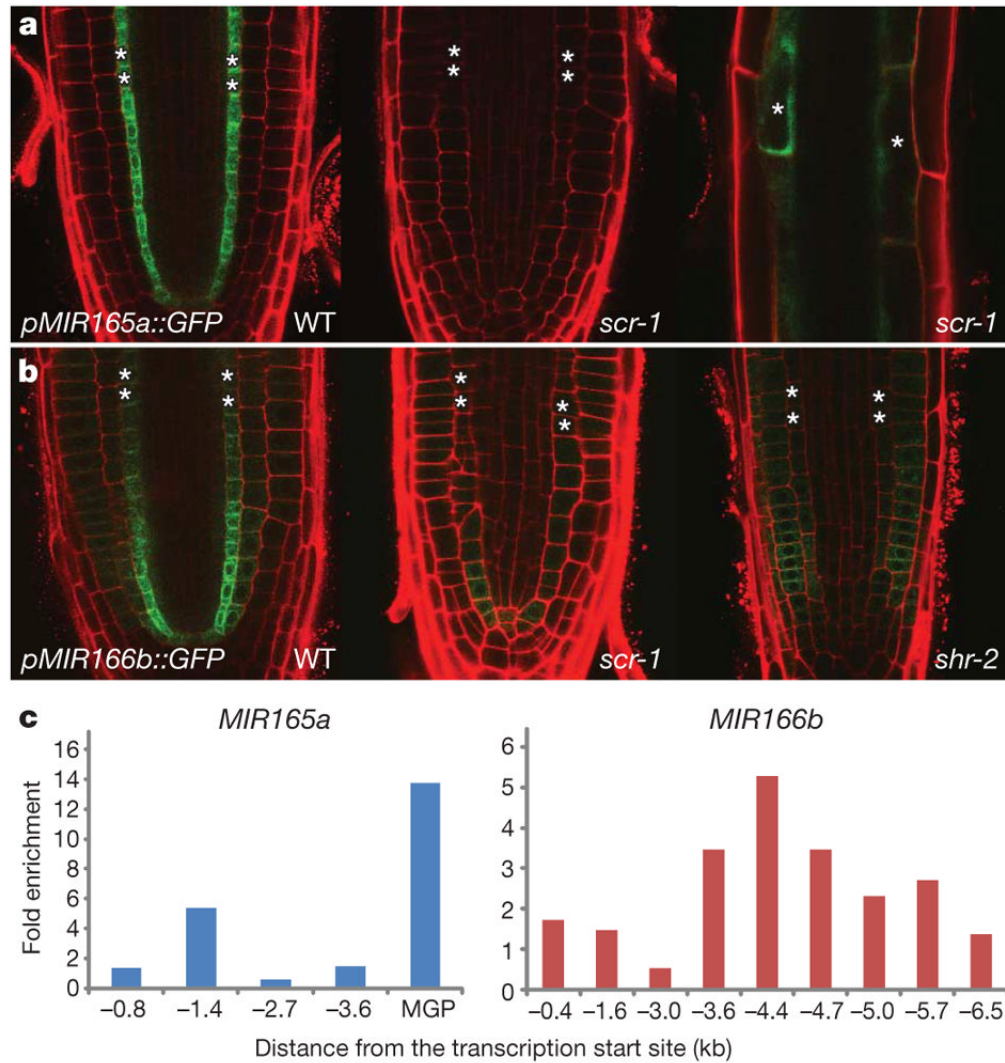 a
pMIR165a::GFP WT scr-1 scr-1
b
pMIR166b::GFP WT scr-1 shr-2
c
MIR165a
Fold enrichment
16
14
12
10
8
6
4
2
0
−0.8 −1.4 −2.7 −3.6 MGP
MIR166b
6
5
4
3
2
1
0
−0.4 −1.6 −3.0 −3.6 −4.4 −4.7 −5.0 −5.7 −6.5
Distance from the transcription start site (kb)